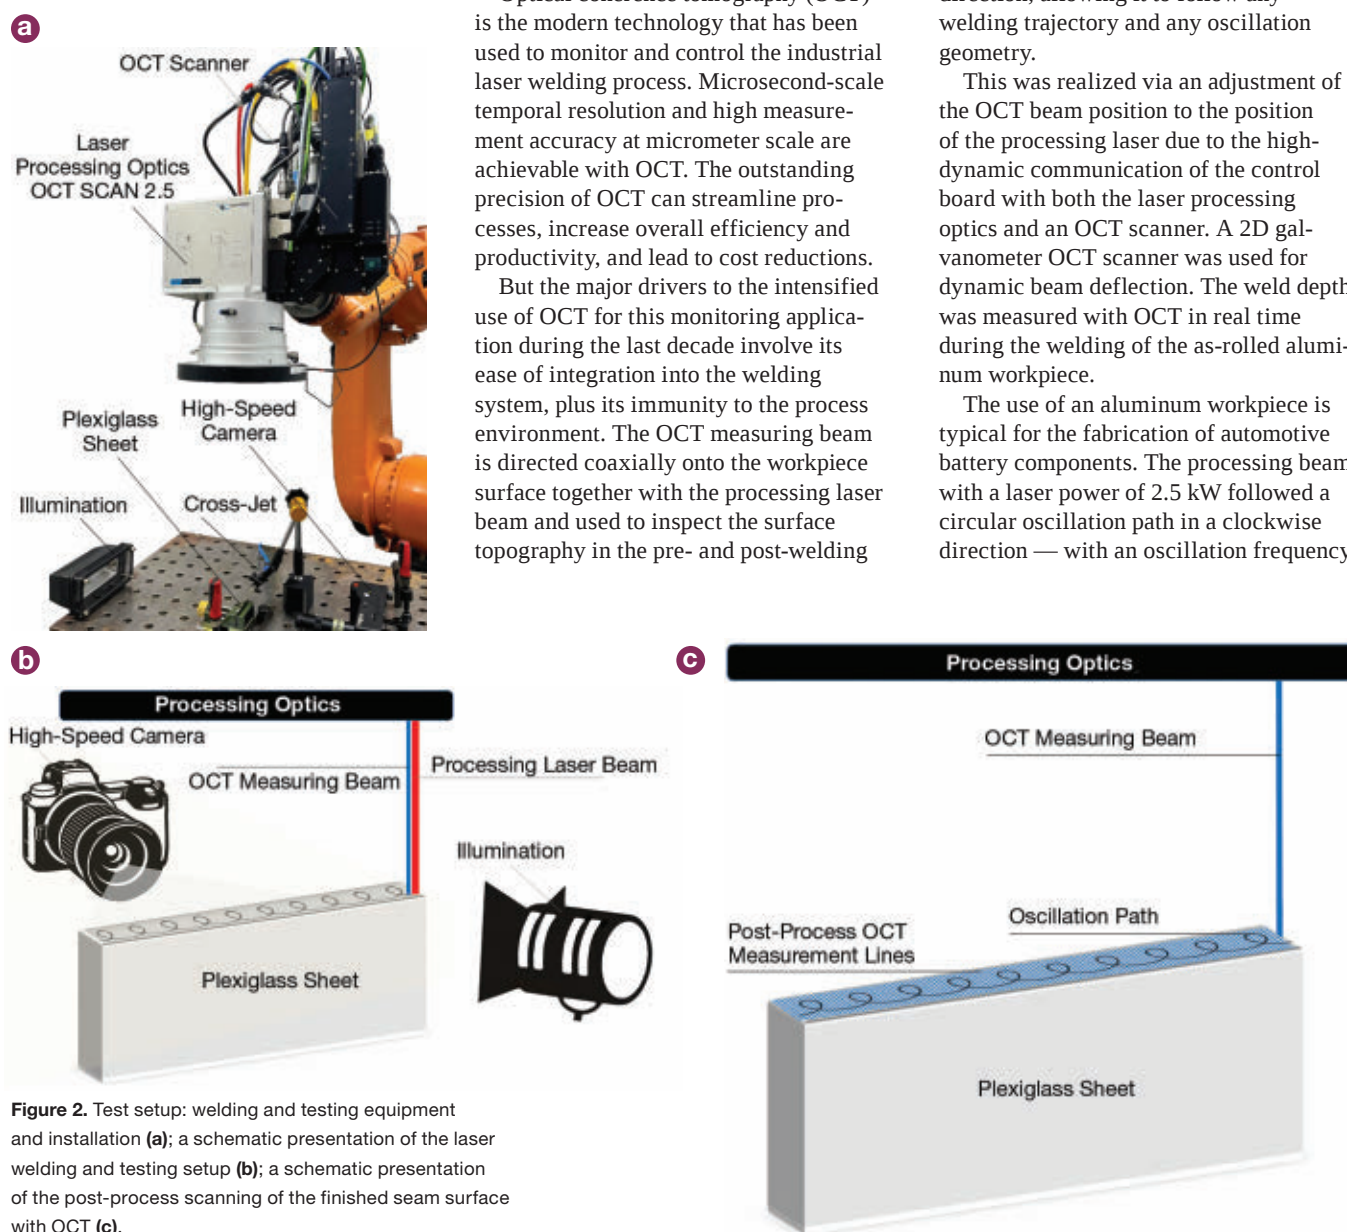 a
OCT Scanner
Laser
Processing Optics
OCT SCAN 2.5
Plexiglass
Sheet
High-Speed
Camera
Illumination
Cross-Jet
is the modern technology that has been
used to monitor and control the industrial
laser welding process. Microsecond-scale
temporal resolution and high measure-
ment accuracy at micrometer scale are
achievable with OCT. The outstanding
precision of OCT can streamline pro-
cesses, increase overall efficiency and
productivity, and lead to cost reductions.
But the major drivers to the intensified
use of OCT for this monitoring applica-
tion during the last decade involve its
ease of integration into the welding
system, plus its immunity to the process
environment. The OCT measuring beam
is directed coaxially onto the workpiece
surface together with the processing laser
beam and used to inspect the surface
topography in the pre- and post-welding
welding trajectory and any oscillation
geometry.
This was realized via an adjustment of
the OCT beam position to the position
of the processing laser due to the high-
dynamic communication of the control
board with both the laser processing
optics and an OCT scanner. A 2D gal-
vanometer OCT scanner was used for
dynamic beam deflection. The weld depth
was measured with OCT in real time
during the welding of the as-rolled alumi-
num workpiece.
The use of an aluminum workpiece is
typical for the fabrication of automotive
battery components. The processing beam
with a laser power of 2.5 kW followed a
circular oscillation path in a clockwise
direction — with an oscillation frequency
b
Processing Optics
High-Speed Camera
OCT Measuring Beam
Processing Laser Beam
Illumination
Plexiglass Sheet
c
Processing Optics
OCT Measuring Beam
Oscillation Path
Post-Process OCT
Measurement Lines
Plexiglass Sheet
Figure 2. Test setup: welding and testing equipment
and installation (a); a schematic presentation of the laser
welding and testing setup (b); a schematic presentation
of the post-process scanning of the finished seam surface
with OCT (c).